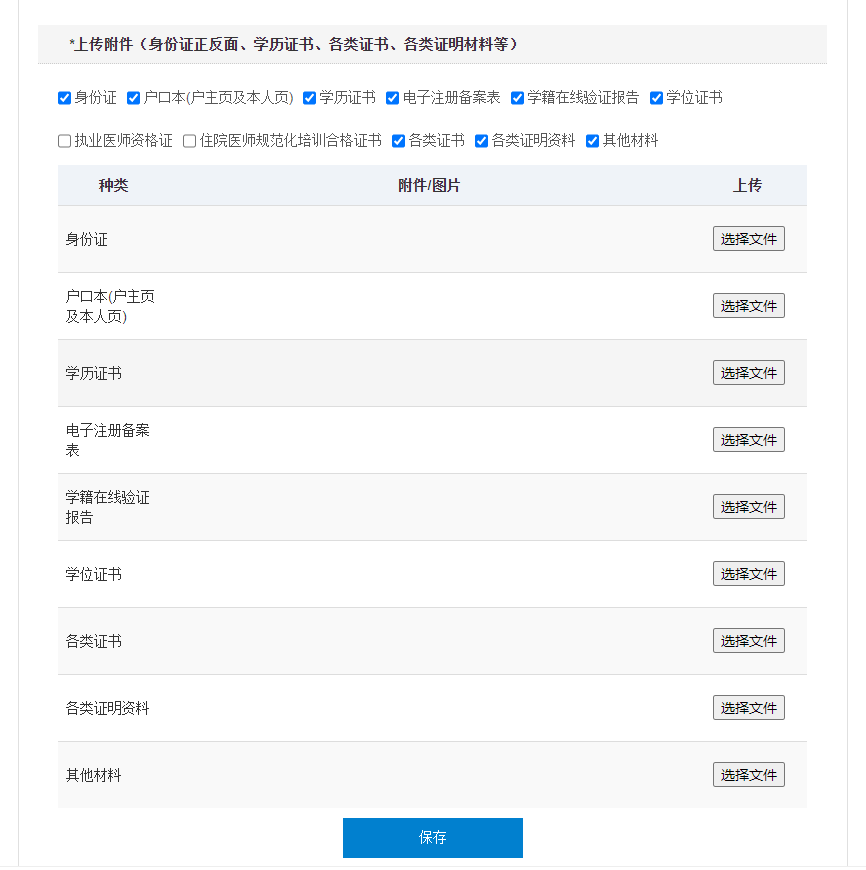 *上传附件（身份证正反面、学历证书、各类证书、各类证明材料等）
身份证 户口本(户主页及本人页) 学历证书 电子注册备案表 学籍在线验证报告 学位证书
执业医师资格证 住院医师规范化培训合格证书 各类证书 各类证明资料 其他材料
种类 附件/图片 上传
身份证 选择文件
户口本(户主页
及本人页) 选择文件
学历证书 选择文件
电子注册备案
表 选择文件
学籍在线验证
报告 选择文件
学位证书 选择文件
各类证书 选择文件
各类证明资料 选择文件
其他材料 选择文件
保存